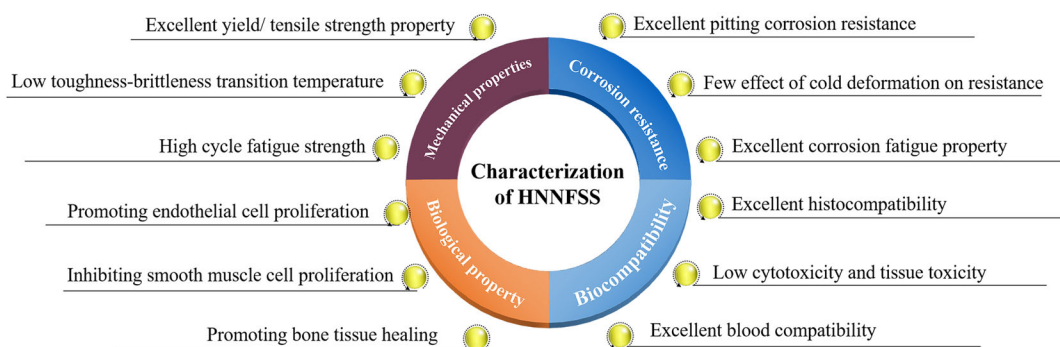 Excellent yield/ tensile strength property
Low toughness-brittleness transition temperature
High cycle fatigue strength
Promoting endothelial cell proliferation
Inhibiting smooth muscle cell proliferation
Promoting bone tissue healing
Mechanical properties
Corrosion resistance
Characterization
of HNNFSS
Biological property
Biocompatibility
Excellent pitting corrosion resistance
Few effect of cold deformation on resistance
Excellent corrosion fatigue property
Excellent histocompatibility
Low cytotoxicity and tissue toxicity
Excellent blood compatibility